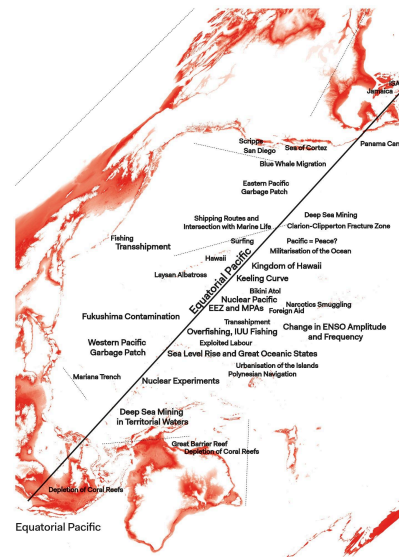 ISA
Jamaica
Panama Can
Scripps
San Diego
Sea of Cortez
Blue Whale Migration
Eastern Pacific
Garbage Patch
Deep Sea Mining
Clarion-Clipperton Fracture Zone
Shipping Routes and
Intersection with Marine Life
Fishing
Transshipment
Surfing
Pacific = Peace?
Militarisation of the Ocean
Hawaii
Laysan Albatross
Equatorial Pacific
Kingdom of Hawaii
Keeling Curve
Bikini Atol
Nuclear Pacific
EEZ and MPAs
Narcotics Smuggling
Foreign Aid
Fukushima Contamination
Transshipment
Overfishing, IUU Fishing
Change in ENSO Amplitude
and Frequency
Exploited Labour
Western Pacific
Garbage Patch
Sea Level Rise and Great Oceanic States
Urbanisation of the Islands
Polynesian Navigation
Mariana Trench
Nuclear Experiments
Deep Sea Mining
in Territorial Waters
Great Barrier Reef
Depletion of Coral Reefs
Depletion of Coral Reefs
Equatorial Pacific